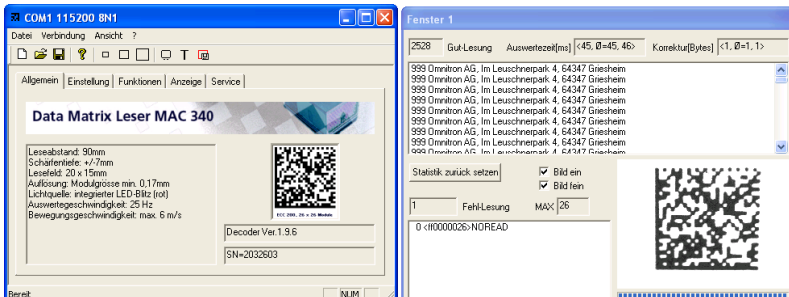 COM1 115200 8N1
Datei Verbindung Ansicht ?
T
Allgemein Einstellung Funktionen Anzeige Service
Data Matrix Leser MAC 340
Leseabstand: 90mm
Schärfentiefe: +/-7mm
Lesefeld: 20 x 15mm
Auflösung: Modulgrösse min. 0,17mm
Lichtquelle: integrierter LED-Blitz (rot)
Auswertegeschwindigkeit: 25 Hz
Bewegungsgeschwindigkeit: max. 6 m/s
ECC 200, 26 x 26 Module
Decoder Ver.1.9.6
SN=2032603
Bereit NUM
Fenster 1
2528 Gut-Lesung Auswertezeit[ms] <45, Ø=45, 46> Korrektur[Bytes] <1, Ø=1, 1>
999 Omnitron AG, Im Leuschnerpark 4, 64347 Griesheim
999 Omnitron AG, Im Leuschnerpark 4, 64347 Griesheim
999 Omnitron AG, Im Leuschnerpark 4, 64347 Griesheim
999 Omnitron AG, Im Leuschnerpark 4, 64347 Griesheim
999 Omnitron AG, Im Leuschnerpark 4, 64347 Griesheim
999 Omnitron AG, Im Leuschnerpark 4, 64347 Griesheim
999 Omnitron AG, Im Leuschnerpark 4, 64347 Griesheim
999 Omnitron AG, Im Leuschnerpark 4, 64347 Griesheim
Statistik zurück setzen Bild ein
Bild fein
1 Fehl-Lesung MAX 26
0 <ff0000026>NOREAD